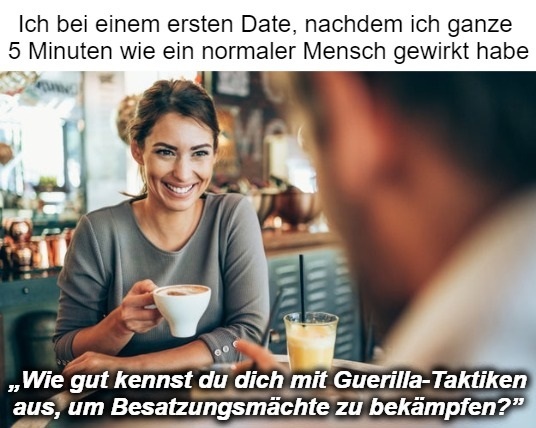 Ich bei einem ersten Date, nachdem ich ganze
5 Minuten wie ein normaler Mensch gewirkt habe
„Wie gut kennst du dich mit Guerilla-Taktiken
aus, um Besatzungsmächte zu bekämpfen?”